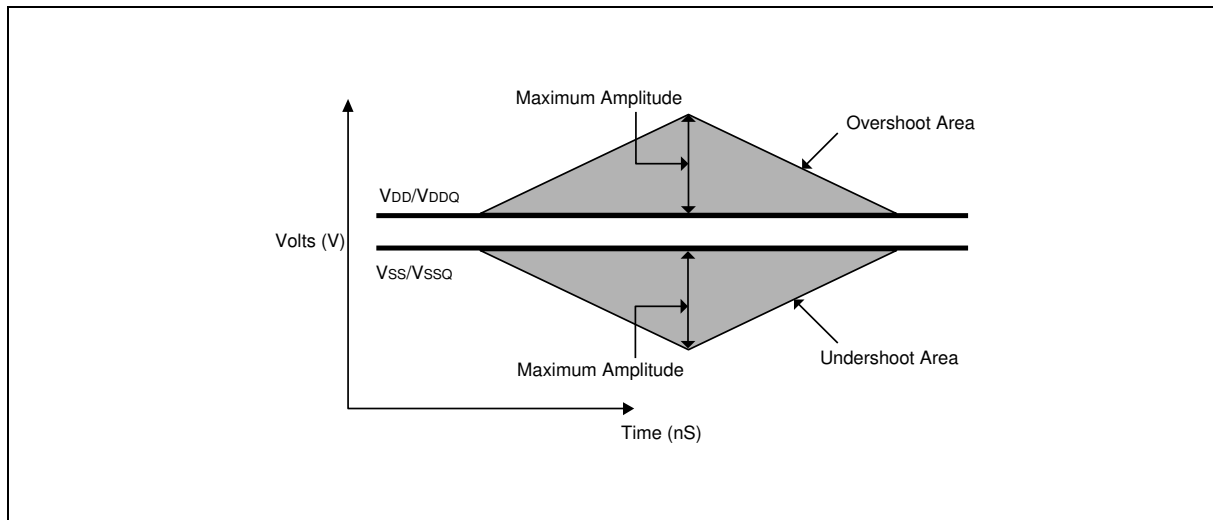 Maximum Amplitude
Overshoot Area
VDD/VDDQ
Volts (V)
VSS/VSSQ
Maximum Amplitude
Undershoot Area
Time (nS)